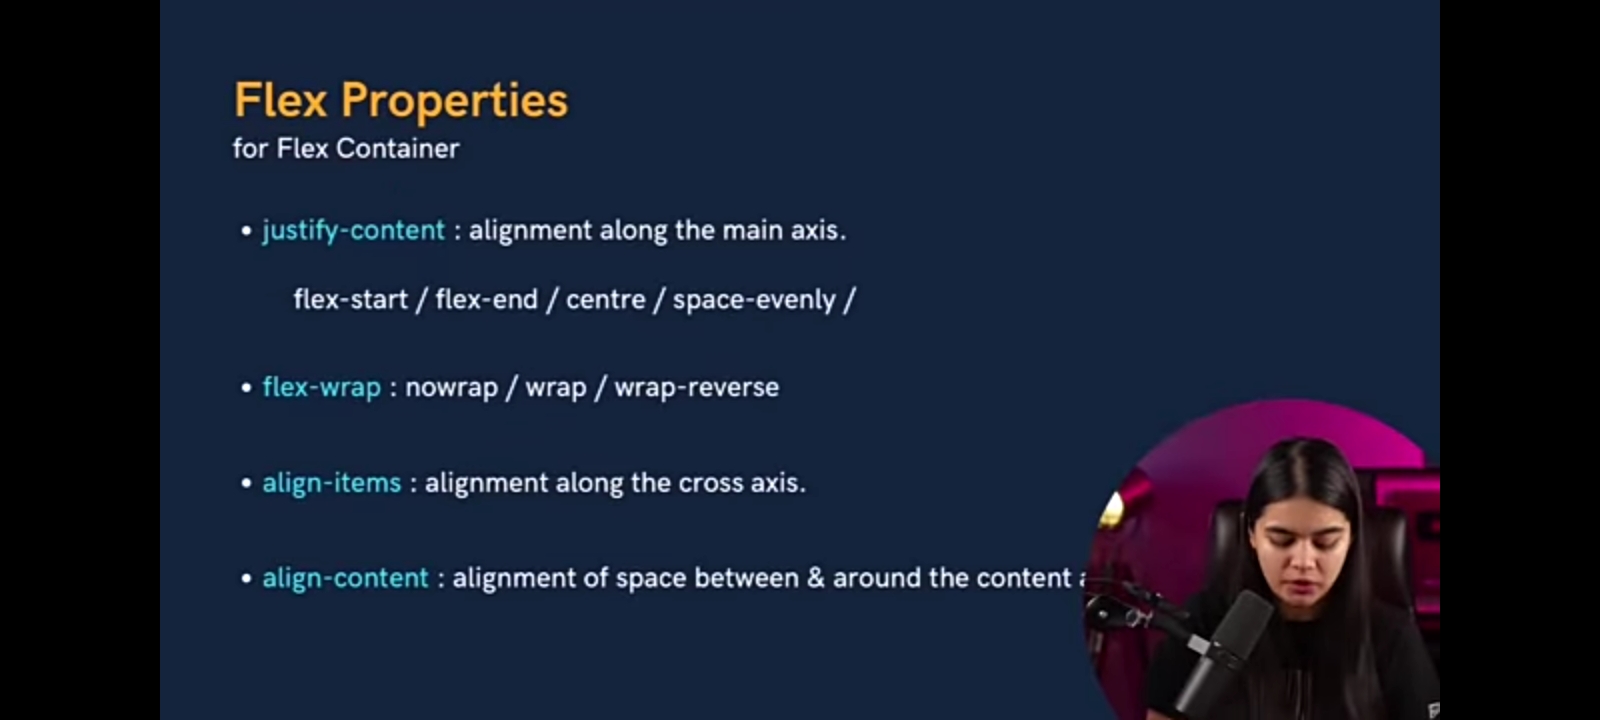 Flex Properties
for Flex Container
• justify-content : alignment along the main axis.
flex-start / flex-end / centre / space-evenly /
• flex-wrap : nowrap / wrap / wrap-reverse
• align-items : alignment along the cross axis.
• align-content : alignment of space between & around the content